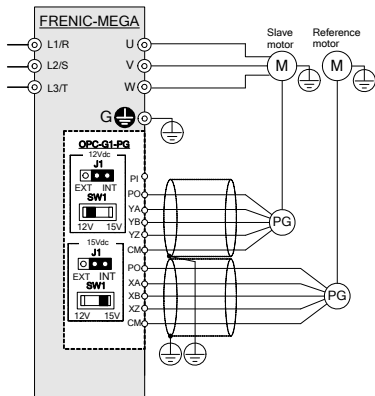 FRENIC-MEGA
Slave motor
Reference motor
L1/R
U
M
M
L2/S
V
L3/T
W
G
OPC-G1-PG
12Vdc
J1
EXT INT
SW1
12V 15V
PI
PO
YA
YB
YZ
CM
PG
15Vdc
J1
EXT INT
SW1
12V 15V
PO
XA
XB
XZ
CM
PG